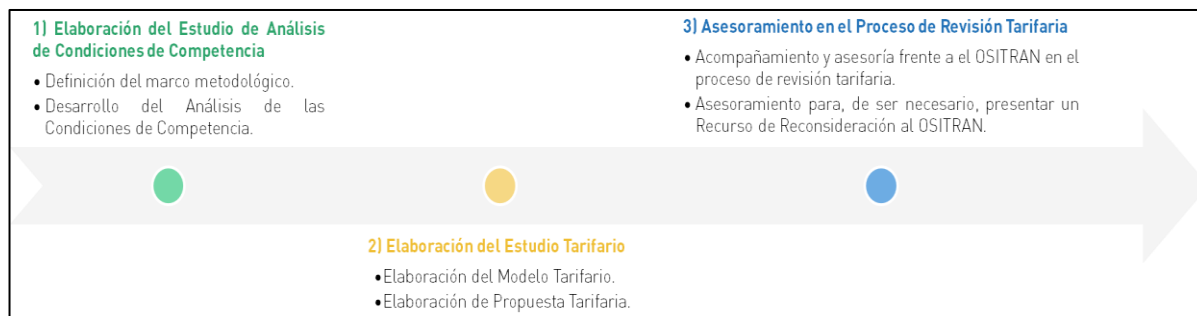 1) Elaboración del Estudio de Análisis
de Condiciones de Competencia
• Definición del marco metodológico.
• Desarrollo del Análisis de las
Condiciones de Competencia.
2) Elaboración del Estudio Tarifario
• Elaboración del Modelo Tarifario.
• Elaboración de Propuesta Tarifaria.
3) Asesoramiento en el Proceso de Revisión Tarifaria
• Acompañamiento y asesoría frente a el OSITRAN en el
proceso de revisión tarifaria.
• Asesoramiento para, de ser necesario, presentar un
Recurso de Reconsideración al OSITRAN.